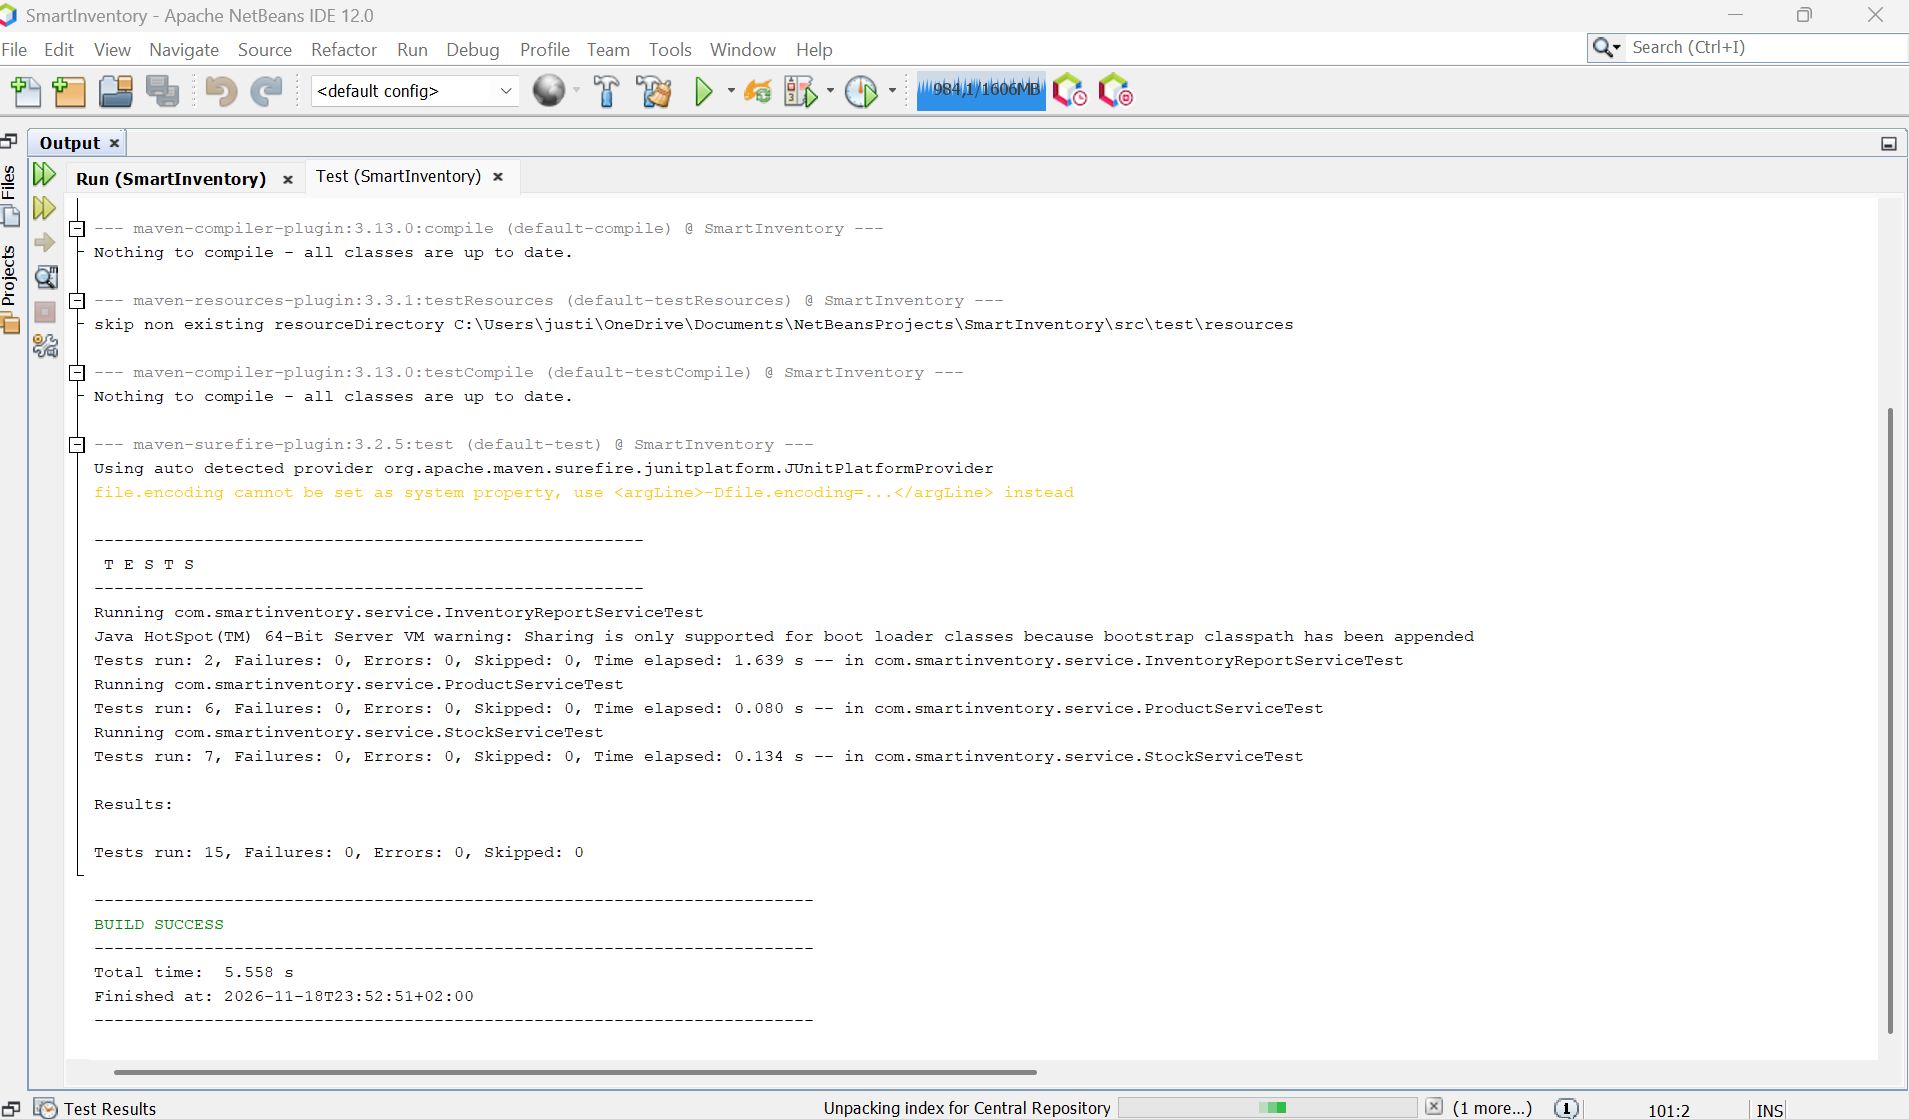 SmartInventory - Apache NetBeans IDE 12.0
File Edit View Navigate Source Refactor Run Debug Profile Team Tools Window Help
Search (Ctrl+I)
<default config>
984,1/1606MB
Output
Files
Projects
Run (SmartInventory)
Test (SmartInventory)
--- maven-compiler-plugin:3.13.0:compile (default-compile) @ SmartInventory ---
Nothing to compile - all classes are up to date.
--- maven-resources-plugin:3.3.1:testResources (default-testResources) @ SmartInventory ---
skip non existing resourceDirectory C:\Users\justi\OneDrive\Documents\NetBeansProjects\SmartInventory\src\test\resources
--- maven-compiler-plugin:3.13.0:testCompile (default-testCompile) @ SmartInventory ---
Nothing to compile - all classes are up to date.
--- maven-surefire-plugin:3.2.5:test (default-test) @ SmartInventory ---
Using auto detected provider org.apache.maven.surefire.junitplatform.JUnitPlatformProvider
file.encoding cannot be set as system property, use <argLine>-Dfile.encoding=...</argLine> instead
-------------------------------------------------------
T E S T S
-------------------------------------------------------
Running com.smartinventory.service.InventoryReportServiceTest
Java HotSpot(TM) 64-Bit Server VM warning: Sharing is only supported for boot loader classes because bootstrap classpath has been appended
Tests run: 2, Failures: 0, Errors: 0, Skipped: 0, Time elapsed: 1.639 s -- in com.smartinventory.service.InventoryReportServiceTest
Running com.smartinventory.service.ProductServiceTest
Tests run: 6, Failures: 0, Errors: 0, Skipped: 0, Time elapsed: 0.080 s -- in com.smartinventory.service.ProductServiceTest
Running com.smartinventory.service.StockServiceTest
Tests run: 7, Failures: 0, Errors: 0, Skipped: 0, Time elapsed: 0.134 s -- in com.smartinventory.service.StockServiceTest
Results:
Tests run: 15, Failures: 0, Errors: 0, Skipped: 0
------------------------------------------------------------------------
BUILD SUCCESS
------------------------------------------------------------------------
Total time:  5.558 s
Finished at: 2026-11-18T23:52:51+02:00
------------------------------------------------------------------------
Test Results
Unpacking index for Central Repository
(1 more...)
101:2
INS